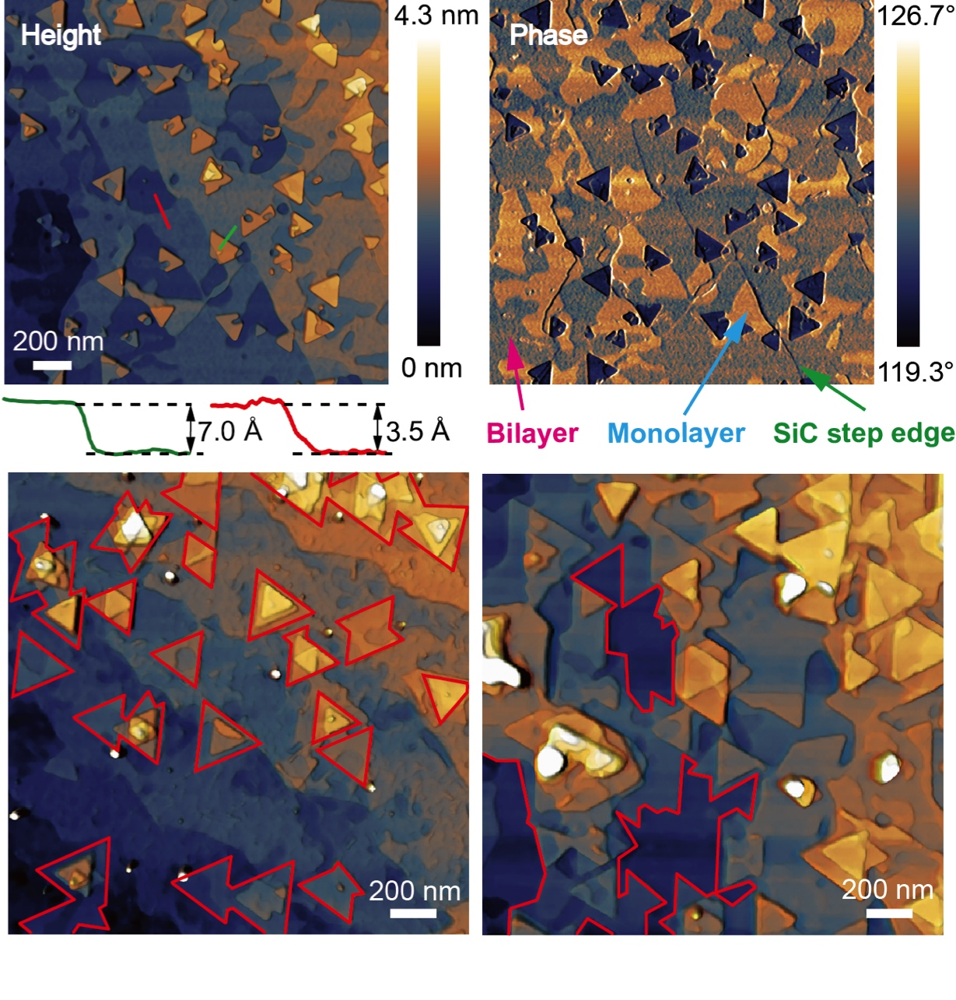 Height
4.3 nm
200 nm
0 nm
Phase
126.7°
119.3°
7.0 Å
3.5 Å
Bilayer
Monolayer
SiC step edge
200 nm
200 nm